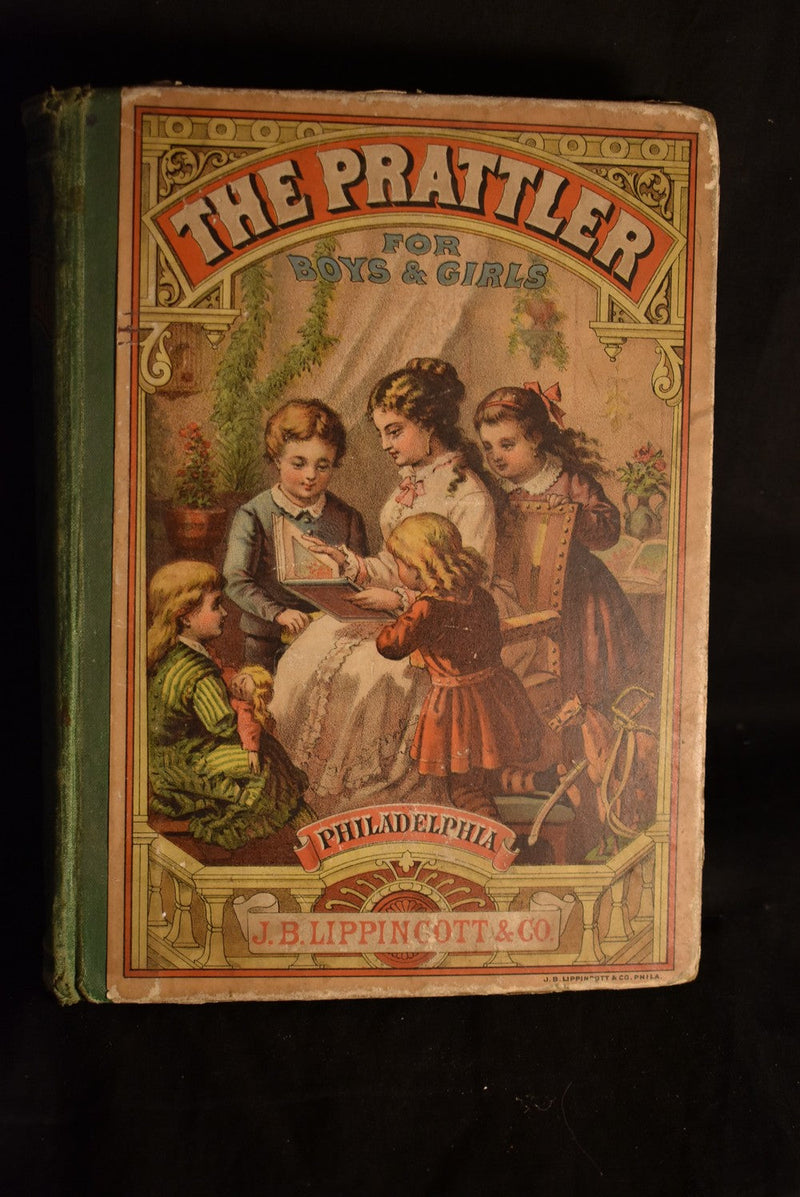 THE PRATTLER
FOR
BOYS & GIRLS
PHILADELPHIA
J. B. LIPPINCOTT & CO.
J. B. LIPPINCOTT & CO. PHILA.